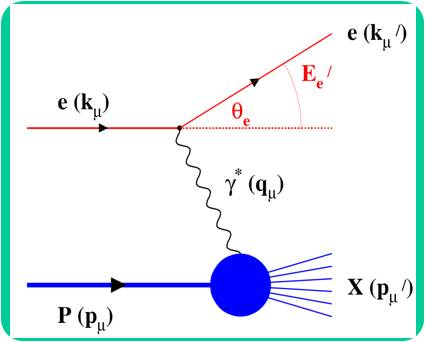 e (kμ ′)
Ee ′
e (kμ)
θe
γ* (qμ)
X (pμ ′)
P (pμ)